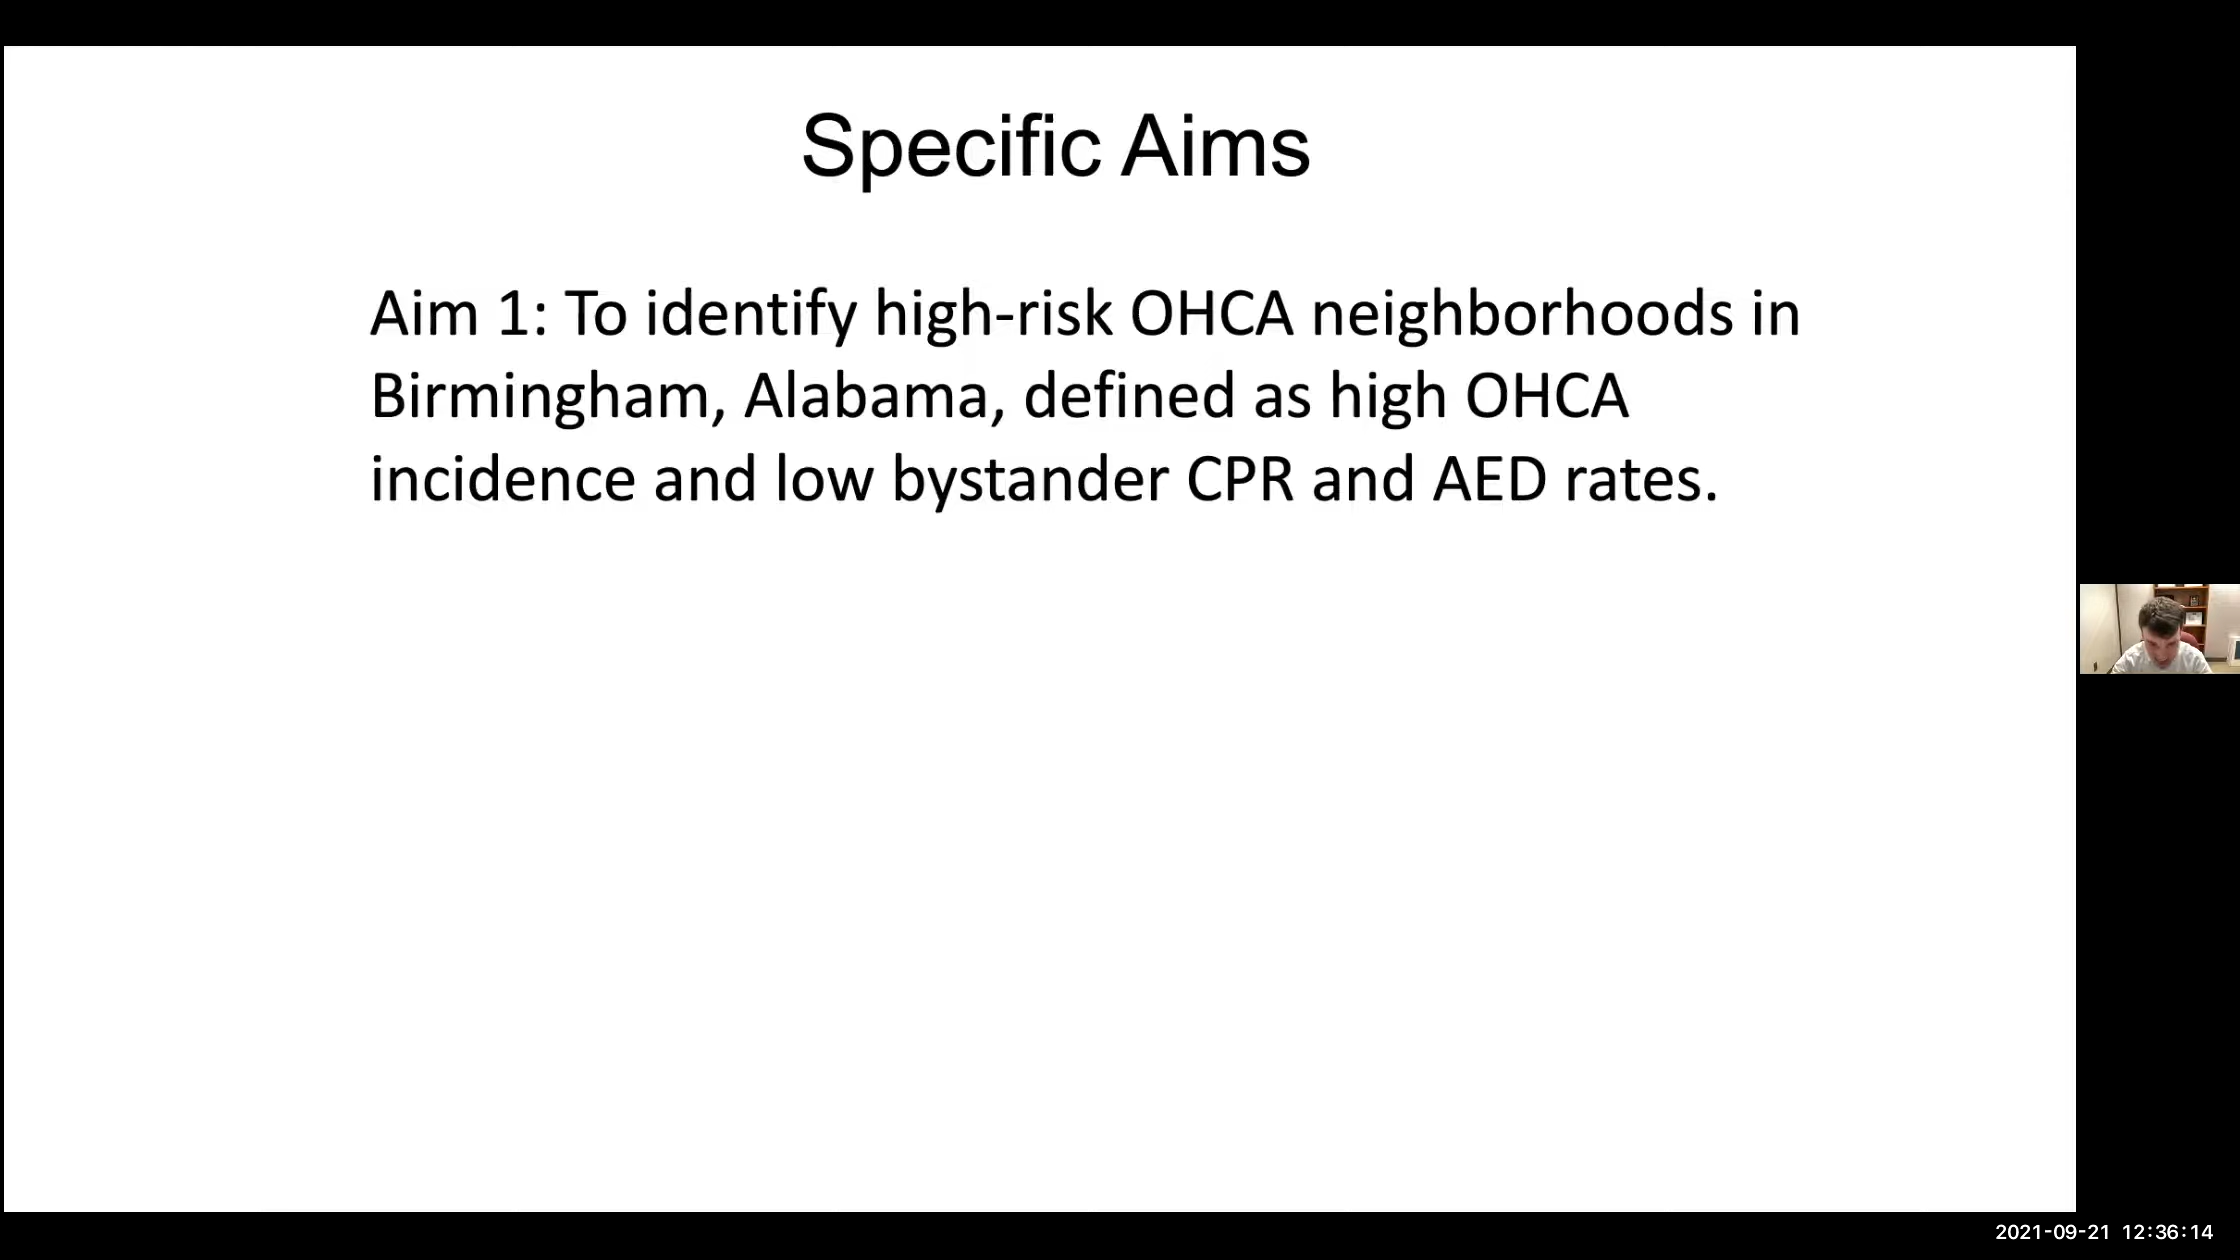 Specific Aims
Aim 1: To identify high-risk OHCA neighborhoods in
Birmingham, Alabama, defined as high OHCA
incidence and low bystander CPR and AED rates.
2021-09-21 12:36:14